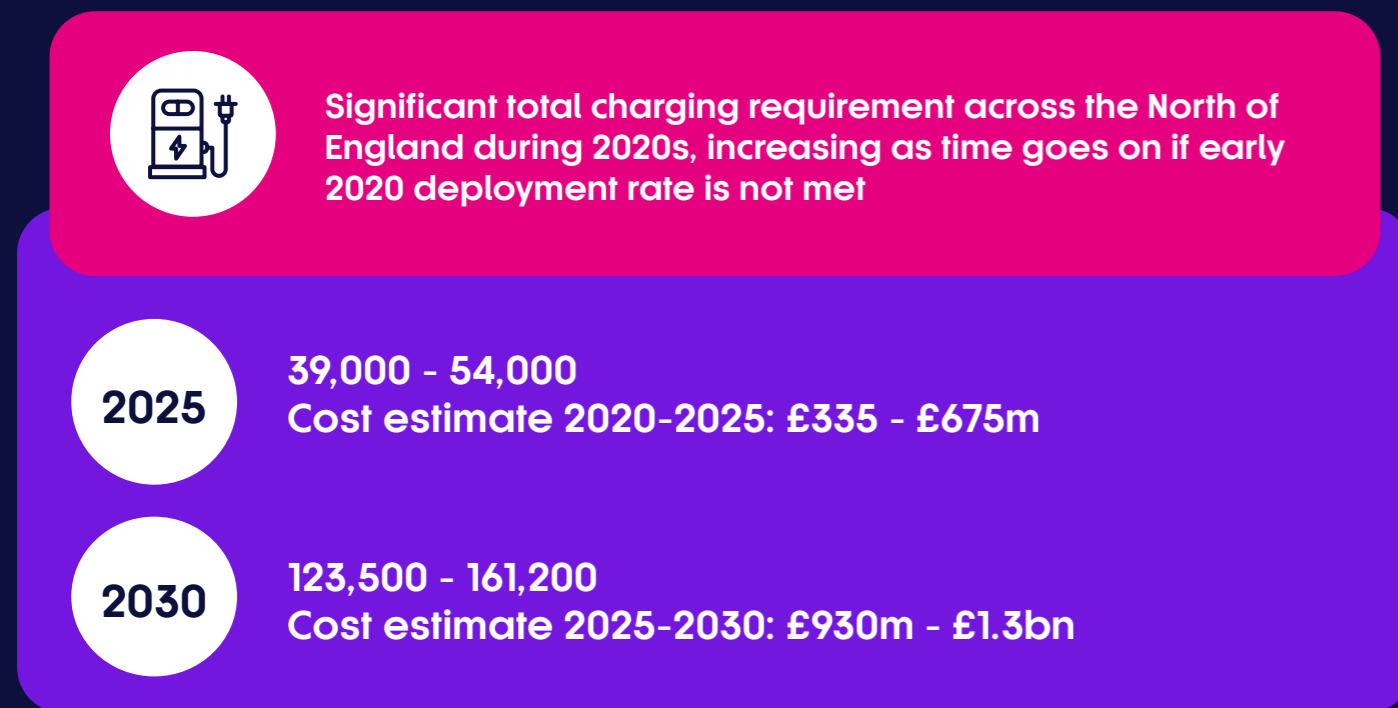 Significant total charging requirement across the North of
England during 2020s, increasing as time goes on if early
2020 deployment rate is not met
2025
39,000 - 54,000
Cost estimate 2020-2025: £335 - £675m
2030
123,500 - 161,200
Cost estimate 2025-2030: £930m - £1.3bn